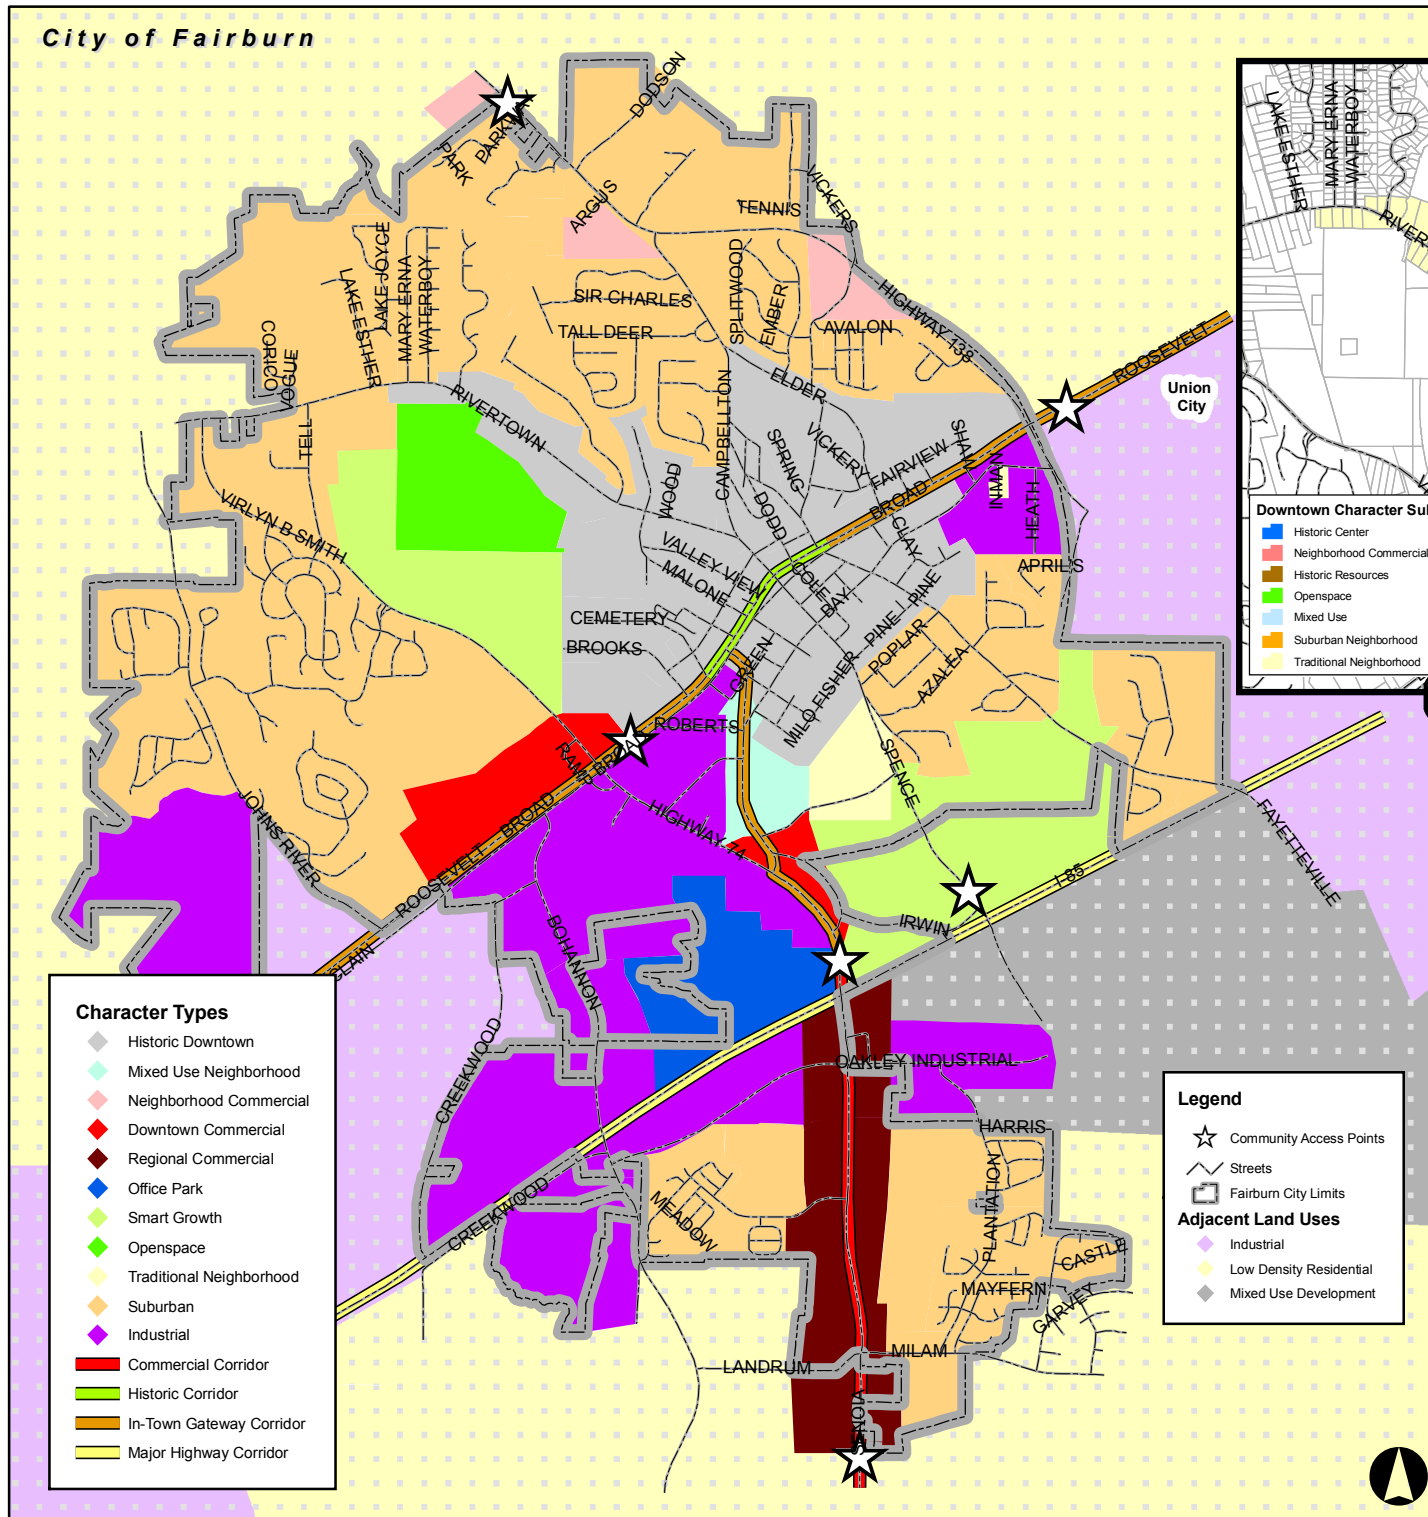 City of Fairburn
DODSON
PARK
ARGUS
VICKERS
TENNIS
LAKE JOYCE
MARY ERNA
WATERBOY
LAKE ESTHER
SIR CHARLES
SPLITWOOD
EMBER
HIGHWAY 138
TALL DEER
AVALON
CORICO
VOGUE
ROOSEVELT
Union
City
RIVERTOWN
ELDER
CAMPBELLTON
TELL
SPRING
VICKERY
FAIRVIEW
SHAW
INMAN
WOOD
BROAD
HEATH
DODD
CLAY
VIRLYN B SMITH
VALLEY VIEW
MALONE
COLE
BAY
PINE
PINE
APRILS
CEMETERY
BROOKS
GREEN
MILO FISHER
POPLAR
AZALEA
ROBERTS
RAMP
SPENCE
JOHNS RIVER
BROAD
HIGHWAY 74
FAYETTEVILLE
ROOSEVELT
I-85
IRWIN
BOHANNON
CREEKWOOD
OAKLEY INDUSTRIAL
HARRIS
PLANTATION
MEADOW
CREEKWOOD
CASTLE
MAYFERN
GARVEY
MILAM
LANDRUM
LAKE ESTHER
MARY ERNA
WATERBOY
Historic Center
Neighborhood Commercial
Historic Resources
Openspace
Mixed Use
Suburban Neighborhood
Traditional Neighborhood
Character Types
Historic Downtown
Mixed Use Neighborhood
Neighborhood Commercial
Downtown Commercial
Regional Commercial
Office Park
Smart Growth
Openspace
Traditional Neighborhood
Suburban
Industrial
Commercial Corridor
Historic Corridor
In-Town Gateway Corridor
Major Highway Corridor
Legend
Community Access Points
Streets
Fairburn City Limits
Adjacent Land Uses
Industrial
Low Density Residential
Mixed Use Development